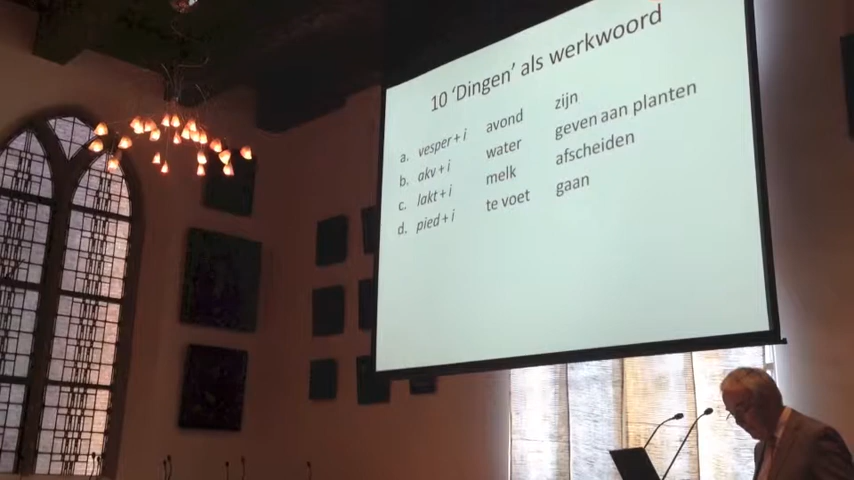 10 ‘Dingen’ als werkwoord
a. vesper + i avond zijn
b. akv + i water geven aan planten
c. lakt + i melk afscheiden
d. pied + i te voet gaan